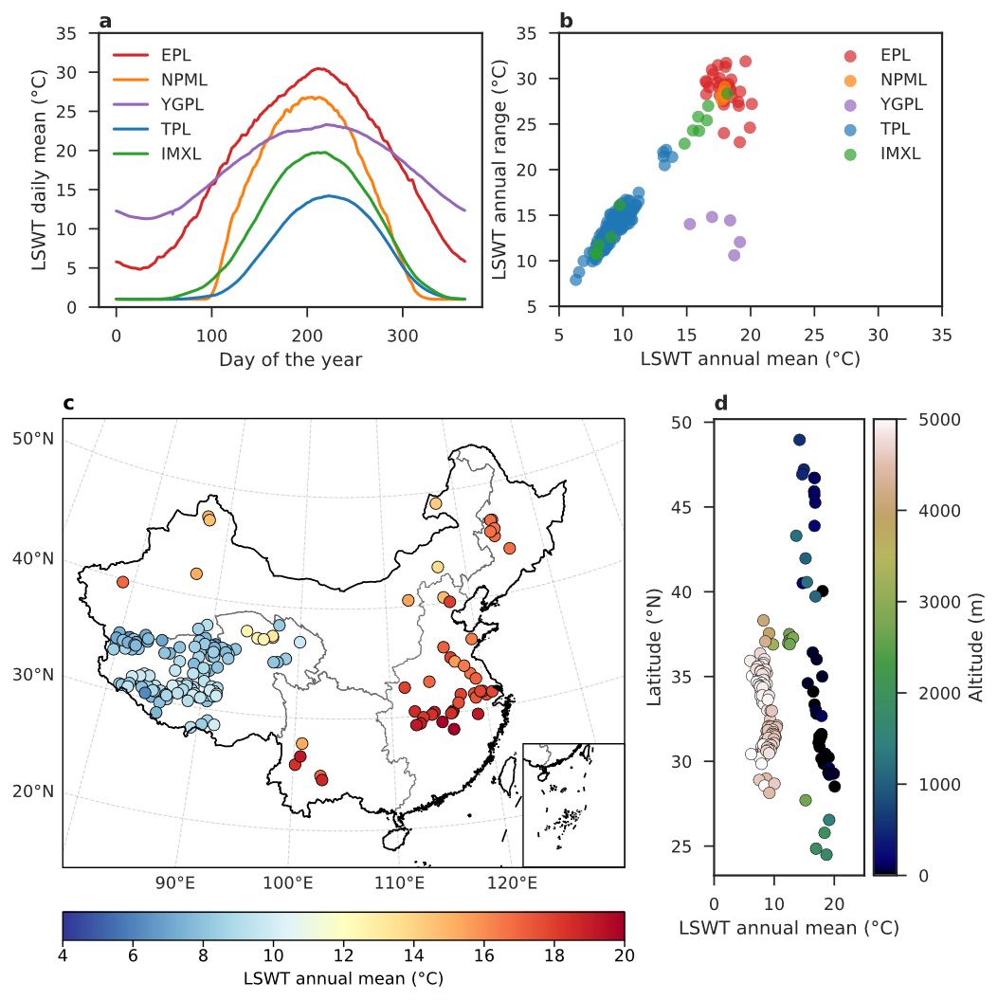 a
35
30
25
20
15
10
5
0
LSWT daily mean (°C)
EPL
NPML
YGPL
TPL
IMXL
0 100 200 300
Day of the year
b
35
30
25
20
15
10
5
LSWT annual range (°C)
EPL
NPML
YGPL
TPL
IMXL
5 10 15 20 25 30 35
LSWT annual mean (°C)
c
50°N
40°N
30°N
20°N
90°E 100°E 110°E 120°E
4 6 8 10 12 14 16 18 20
LSWT annual mean (°C)
d
50
45
40
35
30
25
Latitude (°N)
0 10 20
LSWT annual mean (°C)
5000
4000
3000
2000
1000
0
Altitude (m)